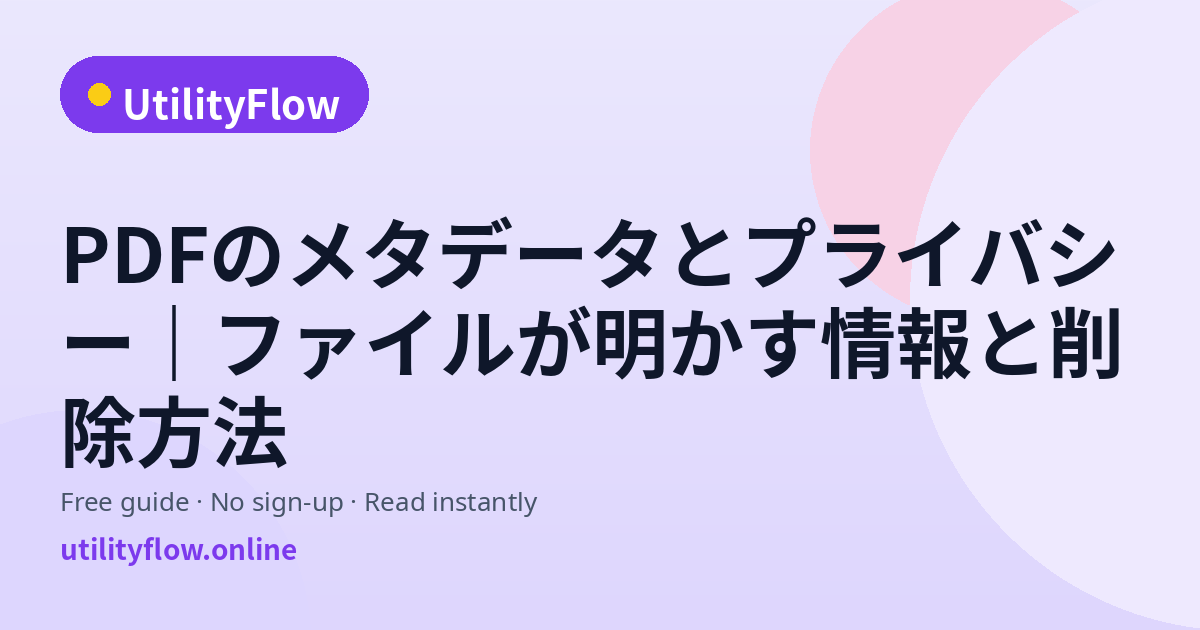 UtilityFlow
PDFのメタデータとプライバシ
ー｜ファイルが明かす情報と削
除方法
Free guide · No sign-up · Read instantly
utilityflow.online